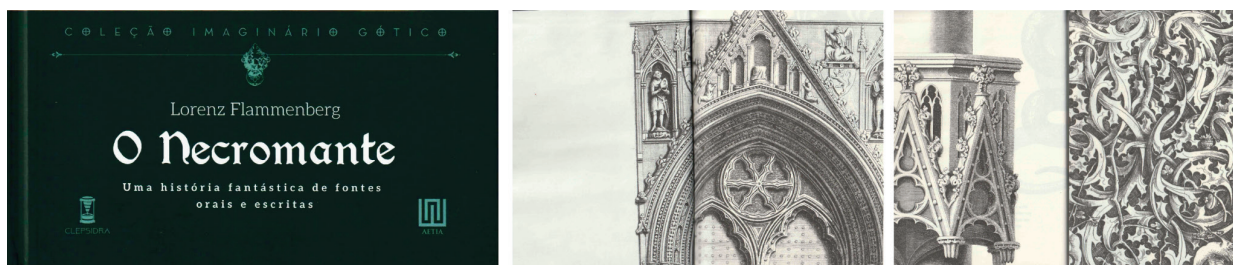 COLEÇÃO IMAGINÁRIO GÓTICO
Lorenz Flammenberg
O Necromante
Uma história fantástica de fontes
orais e escritas
CLEPSIDRA
AETIA